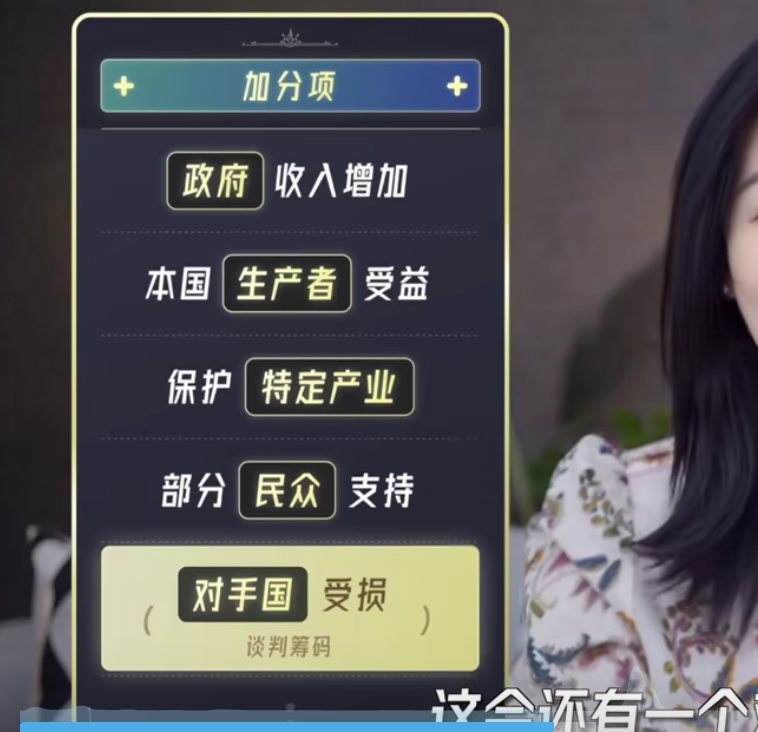 加分项
政府 收入增加
本国 生产者 受益
保护 特定产业
部分 民众 支持
对手国 受损
谈判筹码
这会还有一个